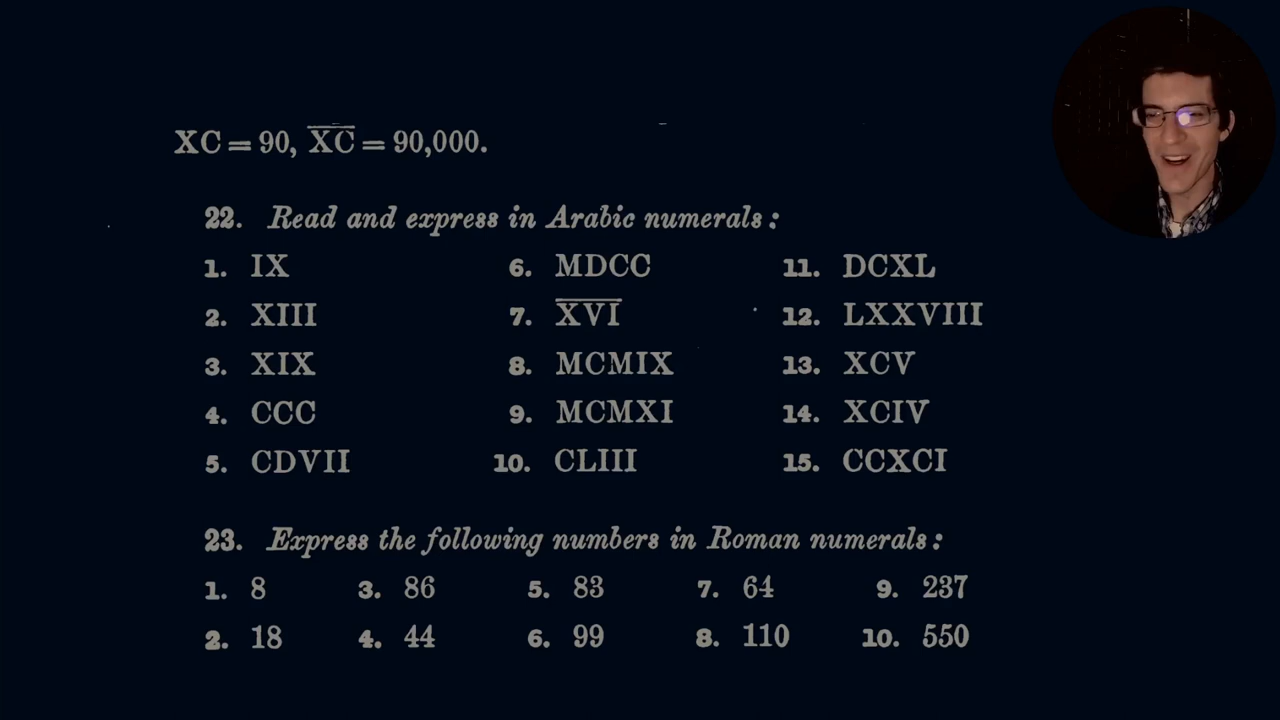 XC = 90, X̅C̅ = 90,000.
22. Read and express in Arabic numerals:
1. IX 6. MDCC 11. DCXL
2. XIII 7. X̅V̅I̅ 12. LXXVIII
3. XIX 8. MCMIX 13. XCV
4. CCC 9. MCMXI 14. XCIV
5. CDVII 10. CLIII 15. CCXCI
23. Express the following numbers in Roman numerals:
1. 8 3. 86 5. 83 7. 64 9. 237
2. 18 4. 44 6. 99 8. 110 10. 550